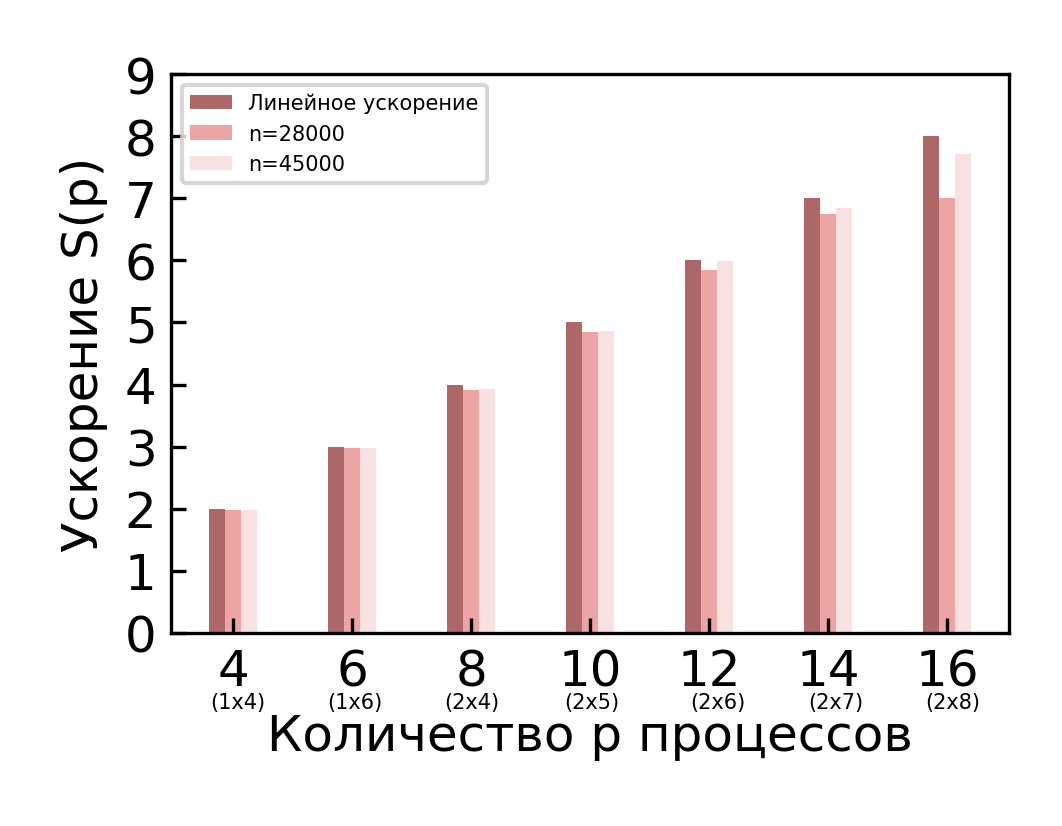 Ускорение S(p)
9
8
7
6
5
4
3
2
1
0
Линейное ускорение
n=28000
n=45000
4 6 8 10 12 14 16
(1x4) (1x6) (2x4) (2x5) (2x6) (2x7) (2x8)
Количество p процессов